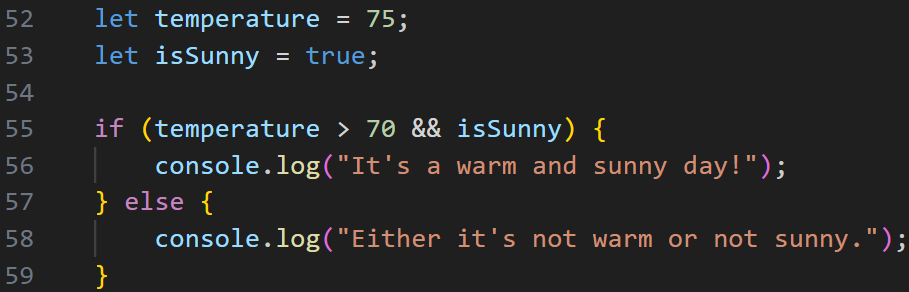 52 let temperature = 75;
53 let isSunny = true;
54
55 if (temperature > 70 && isSunny) {
56     console.log("It's a warm and sunny day!");
57 } else {
58     console.log("Either it's not warm or not sunny.");
59 }